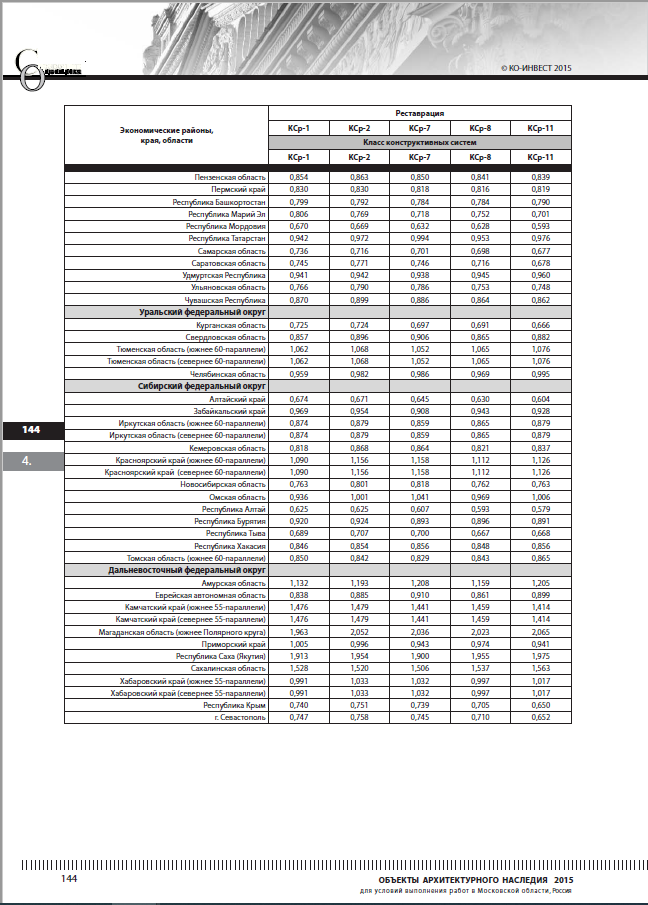 СО
© КО-ИНВЕСТ 2015
Экономические районы, края, области
Реставрация
КСр-1 КСр-2 КСр-7 КСр-8 КСр-11
Класс конструктивных систем
КСр-1 КСр-2 КСр-7 КСр-8 КСр-11
Пензенская область 0,854 0,863 0,850 0,841 0,839
Пермский край 0,830 0,830 0,818 0,816 0,819
Республика Башкортостан 0,799 0,792 0,784 0,784 0,790
Республика Марий Эл 0,806 0,769 0,718 0,752 0,701
Республика Мордовия 0,670 0,669 0,632 0,628 0,593
Республика Татарстан 0,942 0,972 0,994 0,953 0,976
Самарская область 0,736 0,716 0,701 0,698 0,677
Саратовская область 0,745 0,771 0,746 0,716 0,678
Удмуртская Республика 0,941 0,942 0,938 0,945 0,960
Ульяновская область 0,766 0,790 0,786 0,753 0,748
Чувашская Республика 0,870 0,899 0,886 0,864 0,862
Уральский федеральный округ
Курганская область 0,725 0,724 0,697 0,691 0,666
Свердловская область 0,857 0,896 0,906 0,865 0,882
Тюменская область (южнее 60-параллели) 1,062 1,068 1,052 1,065 1,076
Тюменская область (севернее 60-параллели) 1,062 1,068 1,052 1,065 1,076
Челябинская область 0,959 0,982 0,986 0,969 0,995
Сибирский федеральный округ
Алтайский край 0,674 0,671 0,645 0,630 0,604
Забайкальский край 0,969 0,954 0,908 0,943 0,928
Иркутская область (южнее 60-параллели) 0,874 0,879 0,859 0,865 0,879
Иркутская область (севернее 60-параллели) 0,874 0,879 0,859 0,865 0,879
Кемеровская область 0,818 0,868 0,864 0,821 0,837
Красноярский край (южнее 60-параллели) 1,090 1,156 1,158 1,112 1,126
Красноярский край (севернее 60-параллели) 1,090 1,156 1,158 1,112 1,126
Новосибирская область 0,763 0,801 0,818 0,762 0,763
Омская область 0,936 1,001 1,041 0,969 1,006
Республика Алтай 0,625 0,625 0,607 0,593 0,579
Республика Бурятия 0,920 0,924 0,893 0,896 0,891
Республика Тыва 0,689 0,707 0,700 0,667 0,668
Республика Хакасия 0,846 0,854 0,856 0,848 0,856
Томская область (южнее 60-параллели) 0,850 0,842 0,829 0,843 0,865
Дальневосточный федеральный округ
Амурская область 1,132 1,193 1,208 1,159 1,205
Еврейская автономная область 0,838 0,885 0,910 0,861 0,899
Камчатский край (южнее 55-параллели) 1,476 1,479 1,441 1,459 1,414
Камчатский край (севернее 55-параллели) 1,476 1,479 1,441 1,459 1,414
Магаданская область (южнее Полярного круга) 1,963 2,052 2,036 2,023 2,065
Приморский край 1,005 0,996 0,943 0,974 0,941
Республика Саха (Якутия) 1,913 1,954 1,900 1,955 1,975
Сахалинская область 1,528 1,520 1,506 1,537 1,563
Хабаровский край (южнее 55-параллели) 0,991 1,033 1,032 0,997 1,017
Хабаровский край (севернее 55-параллели) 0,991 1,033 1,032 0,997 1,017
Республика Крым 0,740 0,751 0,739 0,705 0,650
г. Севастополь 0,747 0,758 0,745 0,710 0,652
144
4.
144
ОБЪЕКТЫ АРХИТЕКТУРНОГО НАСЛЕДИЯ 2015
для условий выполнения работ в Московской области, Россия